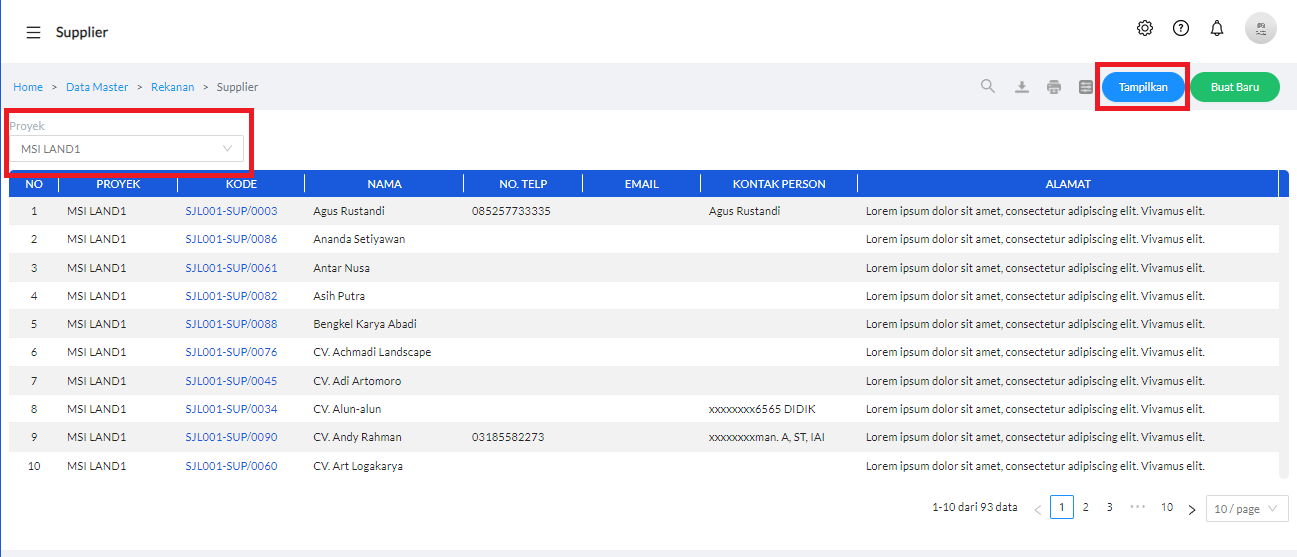 Supplier
Home > Data Master > Rekanan > Supplier
Tampilkan
Buat Baru
Proyek
MSI LAND1
NO PROYEK KODE NAMA NO. TELP EMAIL KONTAK PERSON ALAMAT
1 MSI LAND1 SJL001-SUP/0003 Agus Rustandi 085257733335 Agus Rustandi Lorem ipsum dolor sit amet, consectetur adipiscing elit. Vivamus elit.
2 MSI LAND1 SJL001-SUP/0086 Ananda Setiyawan Lorem ipsum dolor sit amet, consectetur adipiscing elit. Vivamus elit.
3 MSI LAND1 SJL001-SUP/0061 Antar Nusa Lorem ipsum dolor sit amet, consectetur adipiscing elit. Vivamus elit.
4 MSI LAND1 SJL001-SUP/0082 Asih Putra Lorem ipsum dolor sit amet, consectetur adipiscing elit. Vivamus elit.
5 MSI LAND1 SJL001-SUP/0088 Bengkel Karya Abadi Lorem ipsum dolor sit amet, consectetur adipiscing elit. Vivamus elit.
6 MSI LAND1 SJL001-SUP/0076 CV. Achmadi Landscape Lorem ipsum dolor sit amet, consectetur adipiscing elit. Vivamus elit.
7 MSI LAND1 SJL001-SUP/0045 CV. Adi Artomoro Lorem ipsum dolor sit amet, consectetur adipiscing elit. Vivamus elit.
8 MSI LAND1 SJL001-SUP/0034 CV. Alun-alun xxxxxxxx6565 DIDIK Lorem ipsum dolor sit amet, consectetur adipiscing elit. Vivamus elit.
9 MSI LAND1 SJL001-SUP/0090 CV. Andy Rahman 03185582273 xxxxxxxxman. A, ST, IAI Lorem ipsum dolor sit amet, consectetur adipiscing elit. Vivamus elit.
10 MSI LAND1 SJL001-SUP/0060 CV. Art Logakarya Lorem ipsum dolor sit amet, consectetur adipiscing elit. Vivamus elit.
1-10 dari 93 data < 1 2 3 ••• 10 > 10 / page